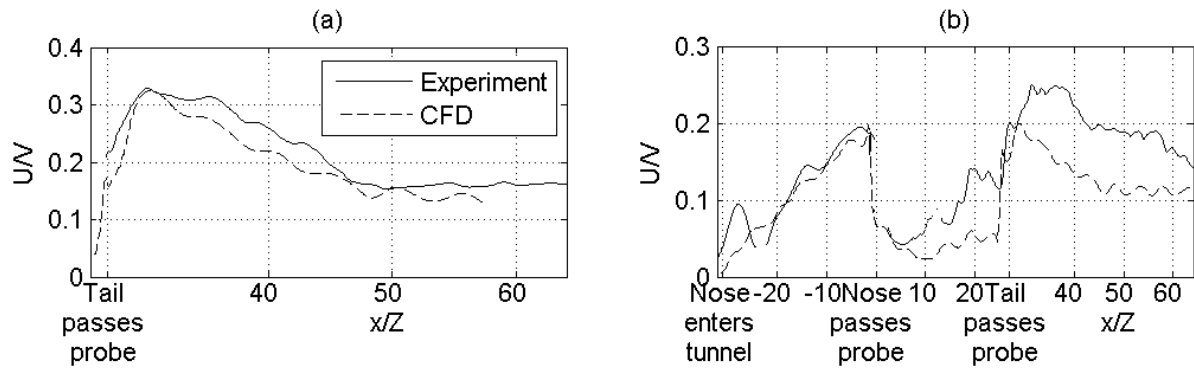 (a)
0.4
0.3
0.2
0.1
0
U/V
Experiment
CFD
Tail 40 50 60
passes
probe
x/Z
(b)
0.3
0.2
0.1
0
U/V
Nose -20 -10 Nose 10 20 Tail 40 50 60
enters passes passes x/Z
tunnel probe probe